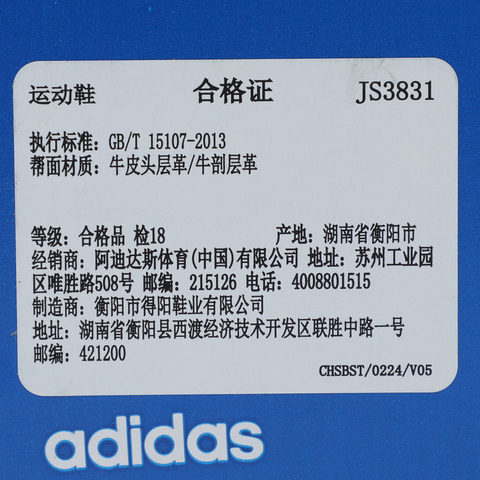 运动鞋 合格证 JS3831
执行标准: GB/T 15107-2013
帮面材质: 牛皮头层革/牛剖层革
等级: 合格品 检18 产地: 湖南省衡阳市
经销商: 阿迪达斯体育(中国)有限公司 地址: 苏州工业园
区唯胜路508号 邮编: 215126 电话: 4008801515
制造商: 衡阳市得阳鞋业有限公司
地址: 湖南省衡阳县西渡经济技术开发区联胜中路一号
邮编: 421200
CHSBST/0224/V05
adidas